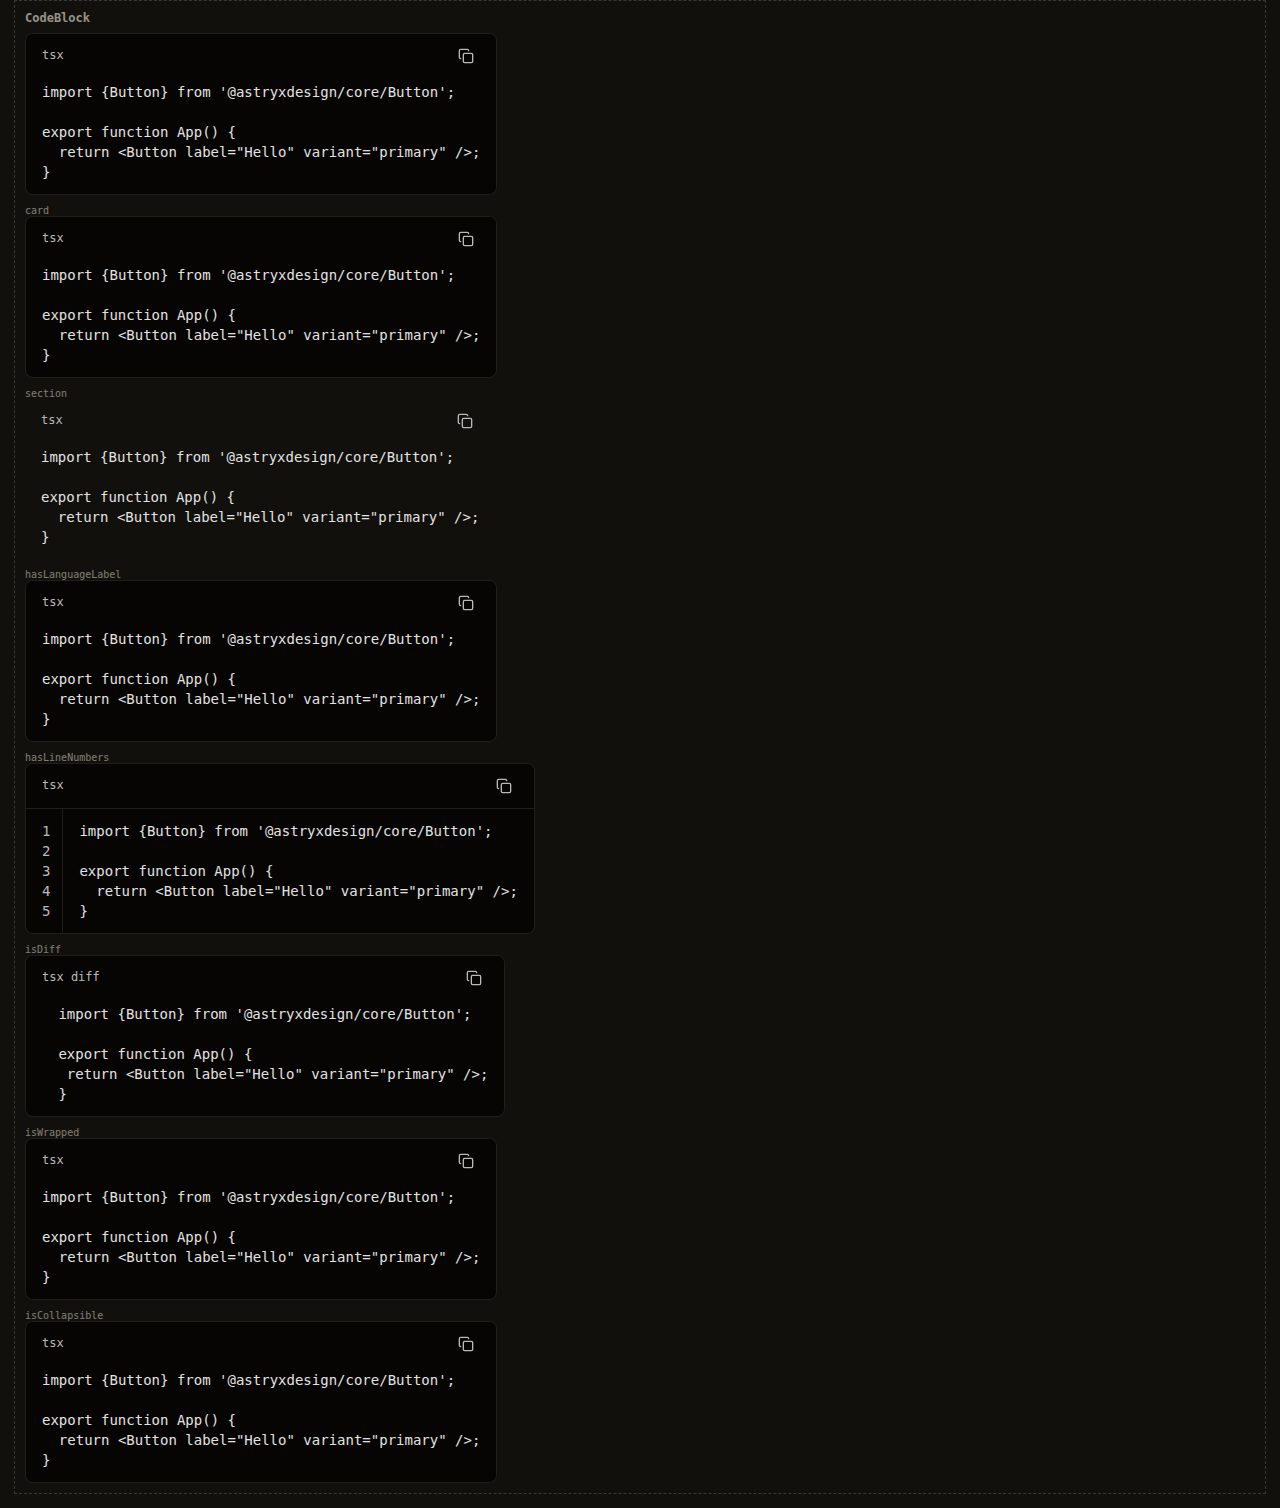 CodeBlock
tsx
import {Button} from '@astryxdesign/core/Button';
export function App() {
  return <Button label="Hello" variant="primary" />;
}
card
tsx
import {Button} from '@astryxdesign/core/Button';
export function App() {
  return <Button label="Hello" variant="primary" />;
}
section
tsx
import {Button} from '@astryxdesign/core/Button';
export function App() {
  return <Button label="Hello" variant="primary" />;
}
hasLanguageLabel
tsx
import {Button} from '@astryxdesign/core/Button';
export function App() {
  return <Button label="Hello" variant="primary" />;
}
hasLineNumbers
tsx
1 import {Button} from '@astryxdesign/core/Button';
2
3 export function App() {
4   return <Button label="Hello" variant="primary" />;
5 }
isDiff
tsx diff
import {Button} from '@astryxdesign/core/Button';
export function App() {
 return <Button label="Hello" variant="primary" />;
}
isWrapped
tsx
import {Button} from '@astryxdesign/core/Button';
export function App() {
  return <Button label="Hello" variant="primary" />;
}
isCollapsible
tsx
import {Button} from '@astryxdesign/core/Button';
export function App() {
  return <Button label="Hello" variant="primary" />;
}